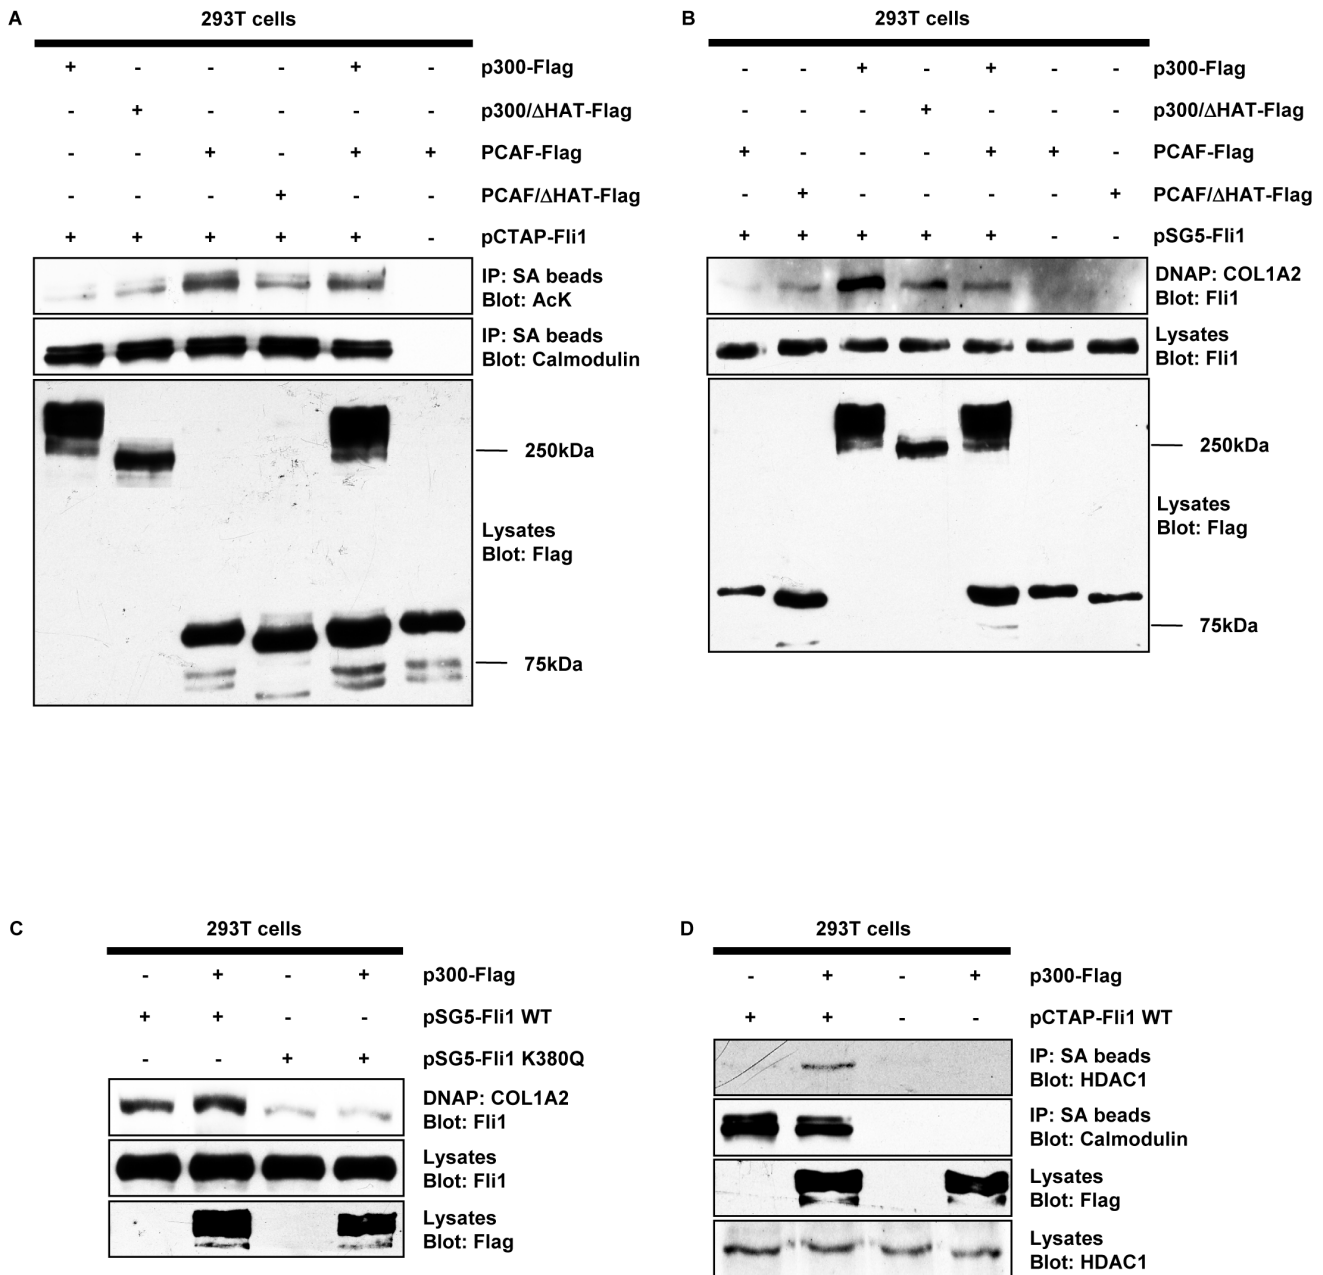 A
293T cells
+ - - - + - p300-Flag
- + - - - - p300/ΔHAT-Flag
- - + - + + PCAF-Flag
- - - + - - PCAF/ΔHAT-Flag
+ + + + + - pCTAP-Fli1
IP: SA beads
Blot: AcK
IP: SA beads
Blot: Calmodulin
250kDa
Lysates
Blot: Flag
75kDa
B
293T cells
- - + - + - - p300-Flag
- - - + - - - p300/ΔHAT-Flag
+ - - - + + - PCAF-Flag
- + - - - - + PCAF/ΔHAT-Flag
+ + + + + - - pSG5-Fli1
DNAP: COL1A2
Blot: Fli1
Lysates
Blot: Fli1
250kDa
Lysates
Blot: Flag
75kDa
C
293T cells
- + - + p300-Flag
+ + - - pSG5-Fli1 WT
- - + + pSG5-Fli1 K380Q
DNAP: COL1A2
Blot: Fli1
Lysates
Blot: Fli1
Lysates
Blot: Flag
D
293T cells
- + - + p300-Flag
+ + - - pCTAP-Fli1 WT
IP: SA beads
Blot: HDAC1
IP: SA beads
Blot: Calmodulin
Lysates
Blot: Flag
Lysates
Blot: HDAC1